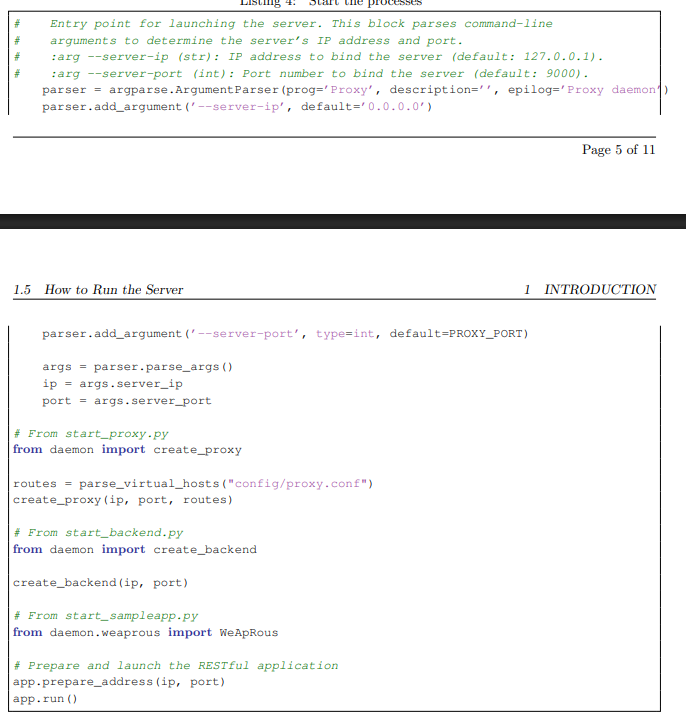 Listing 4: Start the processes
# Entry point for launching the server. This block parses command-line
# arguments to determine the server's IP address and port.
# :arg --server-ip (str): IP address to bind the server (default: 127.0.0.1).
# :arg --server-port (int): Port number to bind the server (default: 9000).
parser = argparse.ArgumentParser(prog='Proxy', description='', epilog='Proxy daemon')
parser.add_argument('--server-ip', default='0.0.0.0')
Page 5 of 11
1.5 How to Run the Server 1 INTRODUCTION
parser.add_argument('--server-port', type=int, default=PROXY_PORT)
args = parser.parse_args()
ip = args.server_ip
port = args.server_port
# From start_proxy.py
from daemon import create_proxy
routes = parse_virtual_hosts("config/proxy.conf")
create_proxy(ip, port, routes)
# From start_backend.py
from daemon import create_backend
create_backend(ip, port)
# From start_sampleapp.py
from daemon.weaprous import WeApRous
# Prepare and launch the RESTful application
app.prepare_address(ip, port)
app.run()